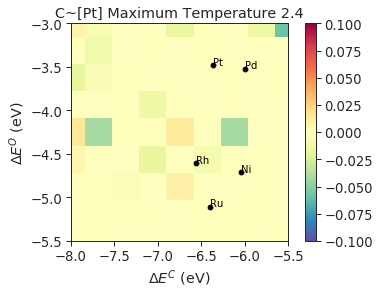 C~[Pt] Maximum Temperature 2.4
−3.0
−3.5
−4.0
−4.5
−5.0
−5.5
ΔE^O (eV)
Pt
Pd
Rh
Ni
Ru
−8.0 −7.5 −7.0 −6.5 −6.0 −5.5
ΔE^C (eV)
0.100
0.075
0.050
0.025
0.000
−0.025
−0.050
−0.075
−0.100